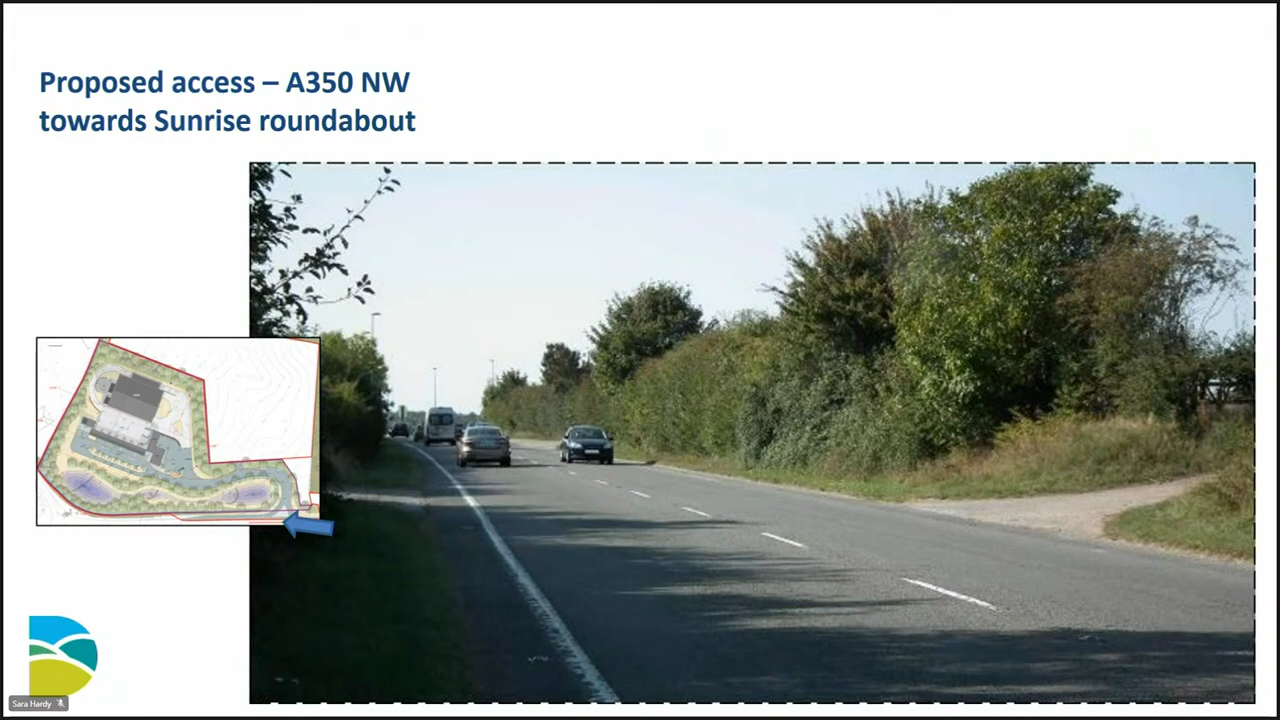 Proposed access – A350 NW
towards Sunrise roundabout
Sara Hardy